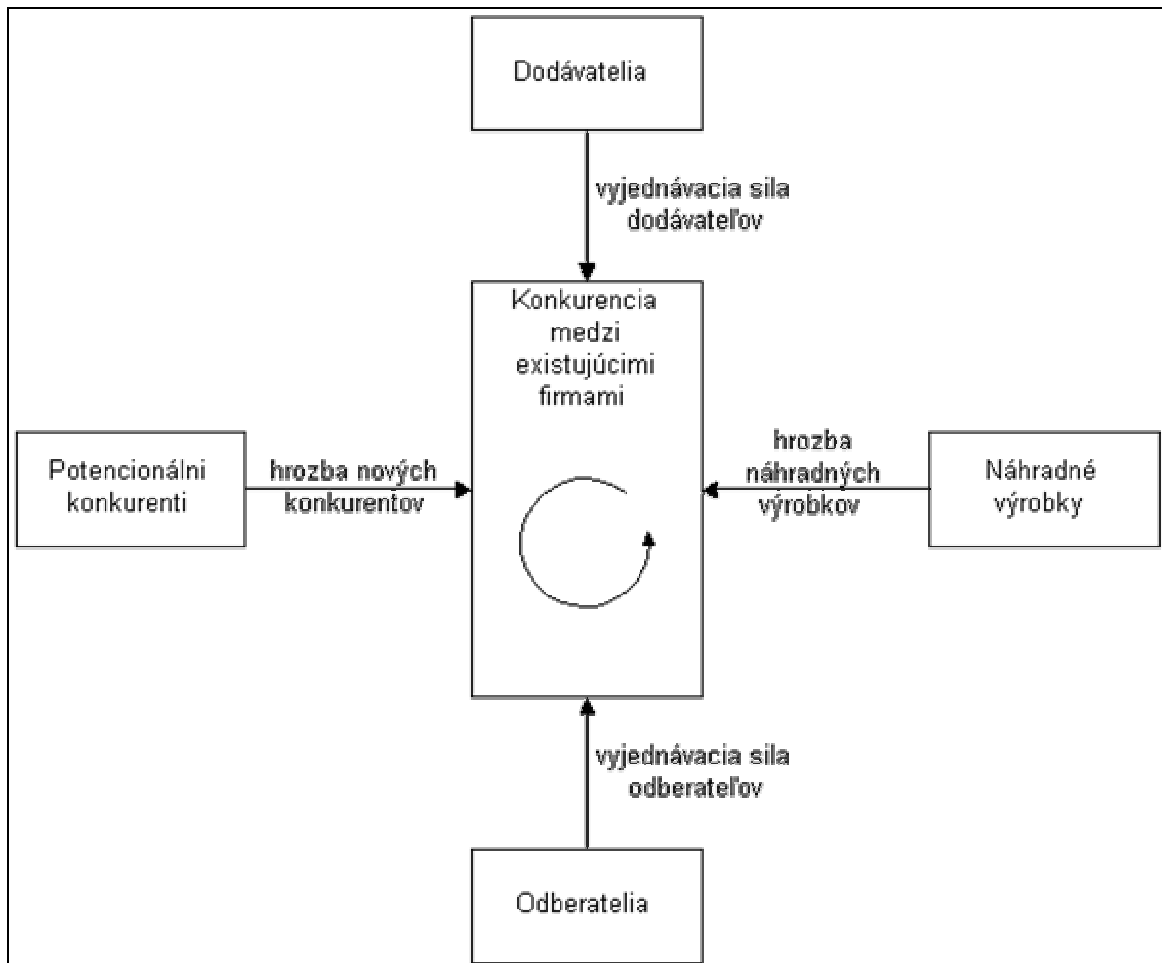 Dodávatelia
vyjednávacia sila
dodávateľov
Konkurencia
medzi
existujúcimi
firmami
Potencionálni
konkurenti
hrozba nových
konkurentov
hrozba
náhradných
výrobkov
Náhradné
výrobky
vyjednávacia sila
odberateľov
Odberatelia